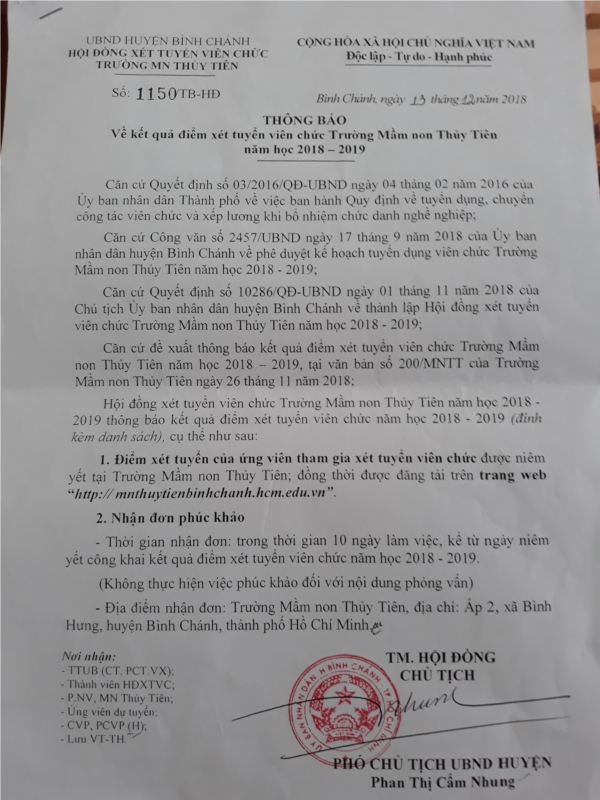 UBND HUYỆN BÌNH CHÁNH
HỘI ĐỒNG XÉT TUYỂN VIÊN CHỨC
TRƯỜNG MN THỦY TIÊN
CỘNG HÒA XÃ HỘI CHỦ NGHĨA VIỆT NAM
Độc lập - Tự do - Hạnh phúc
Số: 1150TB-HĐ
Bình Chánh, ngày 13 tháng 12 năm 2018
THÔNG BÁO
Về kết quả điểm xét tuyển viên chức Trường Mầm non Thủy Tiên
năm học 2018 – 2019
Căn cứ Quyết định số 03/2016/QĐ-UBND ngày 04 tháng 02 năm 2016 của
Ủy ban nhân dân Thành phố về việc ban hành Quy định về tuyển dụng, chuyển
công tác viên chức và xếp lương khi bổ nhiệm chức danh nghề nghiệp;
Căn cứ Công văn số 2457/UBND ngày 17 tháng 9 năm 2018 của Ủy ban
nhân dân huyện Bình Chánh về phê duyệt kế hoạch tuyển dụng viên chức Trường
Mầm non Thủy Tiên năm học 2018 - 2019;
Căn cứ Quyết định số 10286/QĐ-UBND ngày 01 tháng 11 năm 2018 của
Chủ tịch Ủy ban nhân dân huyện Bình Chánh về thành lập Hội đồng xét tuyển
viên chức Trường Mầm non Thủy Tiên năm học 2018 - 2019;
Căn cứ đề xuất thông báo kết quả điểm xét tuyển viên chức Trường Mầm
non Thủy Tiên năm học 2018 – 2019, tại văn bản số 200/MNTT của Trường
Mầm non Thủy Tiên ngày 26 tháng 11 năm 2018;
Hội đồng xét tuyển viên chức Trường Mầm non Thủy Tiên năm học 2018 -
2019 thông báo kết quả điểm xét tuyển viên chức năm học 2018 - 2019 (đính
kèm danh sách), cụ thể như sau:
1. Điểm xét tuyển của ứng viên tham gia xét tuyển viên chức được niêm
yết tại Trường Mầm non Thủy Tiên; đồng thời được đăng tải trên trang web
“http:// mnthuytienbinhchanh.hcm.edu.vn”.
2. Nhận đơn phúc khảo
- Thời gian nhận đơn: trong thời gian 10 ngày làm việc, kể từ ngày niêm
yết công khai kết quả điểm xét tuyển viên chức năm học 2018 - 2019.
(Không thực hiện việc phúc khảo đối với nội dung phỏng vấn)
- Địa điểm nhận đơn: Trường Mầm non Thủy Tiên, địa chỉ: Ấp 2, xã Bình
Hưng, huyện Bình Chánh, thành phố Hồ Chí Minh
Nơi nhận:
- TTUB (CT, PCT.VX);
- Thành viên HĐXTVC;
- P.NV, MN Thủy Tiên;
- Ứng viên dự tuyển;
- CVP, PCVP (H);
- Lưu VT-TH
TM. HỘI ĐỒNG
CHỦ TỊCH
PHÓ CHỦ TỊCH UBND HUYỆN
Phan Thị Cẩm Nhung